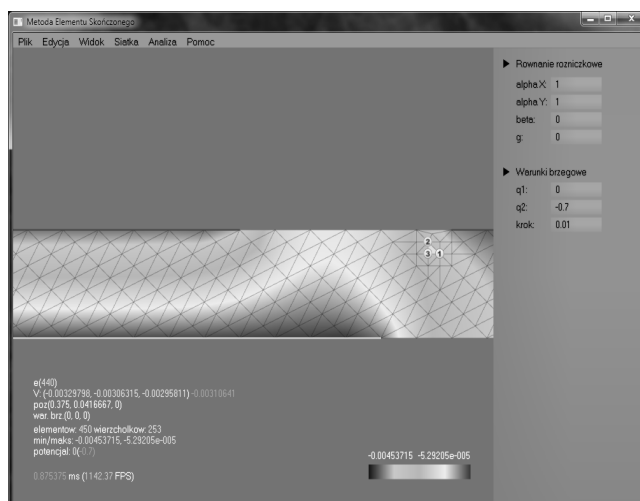 Metoda Elementu Skończonego
Plik Edycja Widok Siatka Analiza Pomoc
Rownanie rozniczkowe
alpha X: 1
alpha Y: 1
beta: 0
g: 0
Warunki brzegowe
q1: 0
q2: -0.7
krok: 0.01
2
3 1
e(440)
V: (-0.00329798, -0.00306315, -0.00295811) -0.00310641
poz(0.375, 0.0416667, 0)
war. brz.(0, 0, 0)
elementow: 450 wierzcholkow: 253
min/maks: -0.00453715, -5.29205e-005
potencjal: 0(-0.7)
-0.00453715 -5.29205e-005
0.875375 ms (1142.37 FPS)